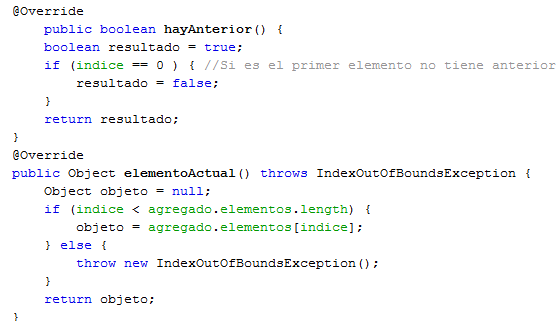 @Override
    public boolean hayAnterior() {
    boolean resultado = true;
    if (indice == 0 ) { //Si es el primer elemento no tiene anterior
        resultado = false;
    }
    return resultado;
}
@Override
public Object elementoActual() throws IndexOutOfBoundsException {
    Object objeto = null;
    if (indice < agregado.elementos.length) {
        objeto = agregado.elementos[indice];
    } else {
        throw new IndexOutOfBoundsException();
    }
    return objeto;
}